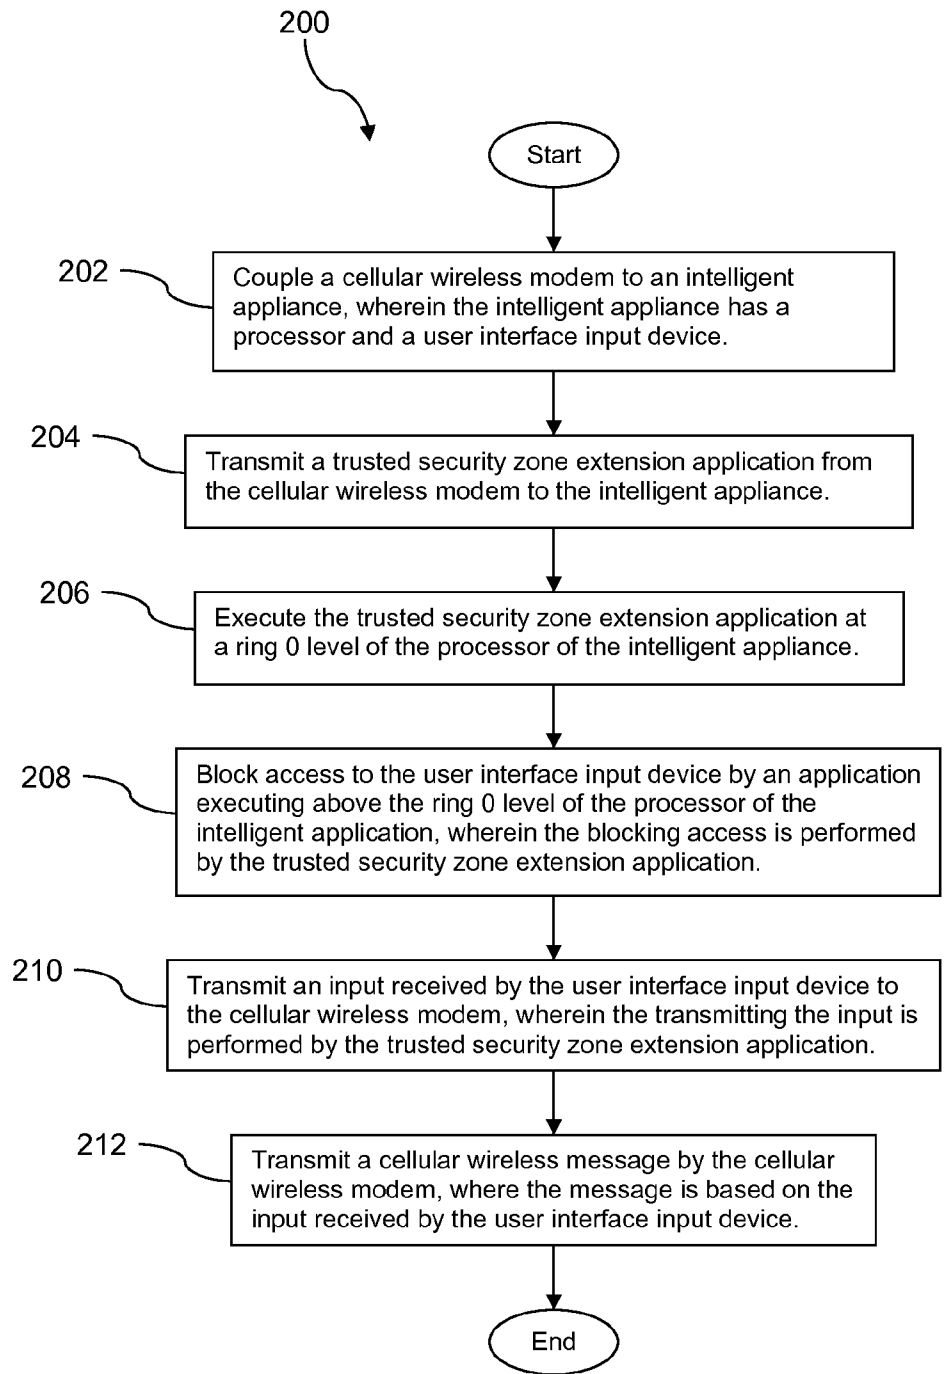 200
Start
202
Couple a cellular wireless modem to an intelligent
appliance, wherein the intelligent appliance has a
processor and a user interface input device.
204
Transmit a trusted security zone extension application from
the cellular wireless modem to the intelligent appliance.
206
Execute the trusted security zone extension application at
a ring 0 level of the processor of the intelligent appliance.
208
Block access to the user interface input device by an application
executing above the ring 0 level of the processor of the
intelligent application, wherein the blocking access is performed
by the trusted security zone extension application.
210
Transmit an input received by the user interface input device to
the cellular wireless modem, wherein the transmitting the input is
performed by the trusted security zone extension application.
212
Transmit a cellular wireless message by the cellular
wireless modem, where the message is based on the
input received by the user interface input device.
End